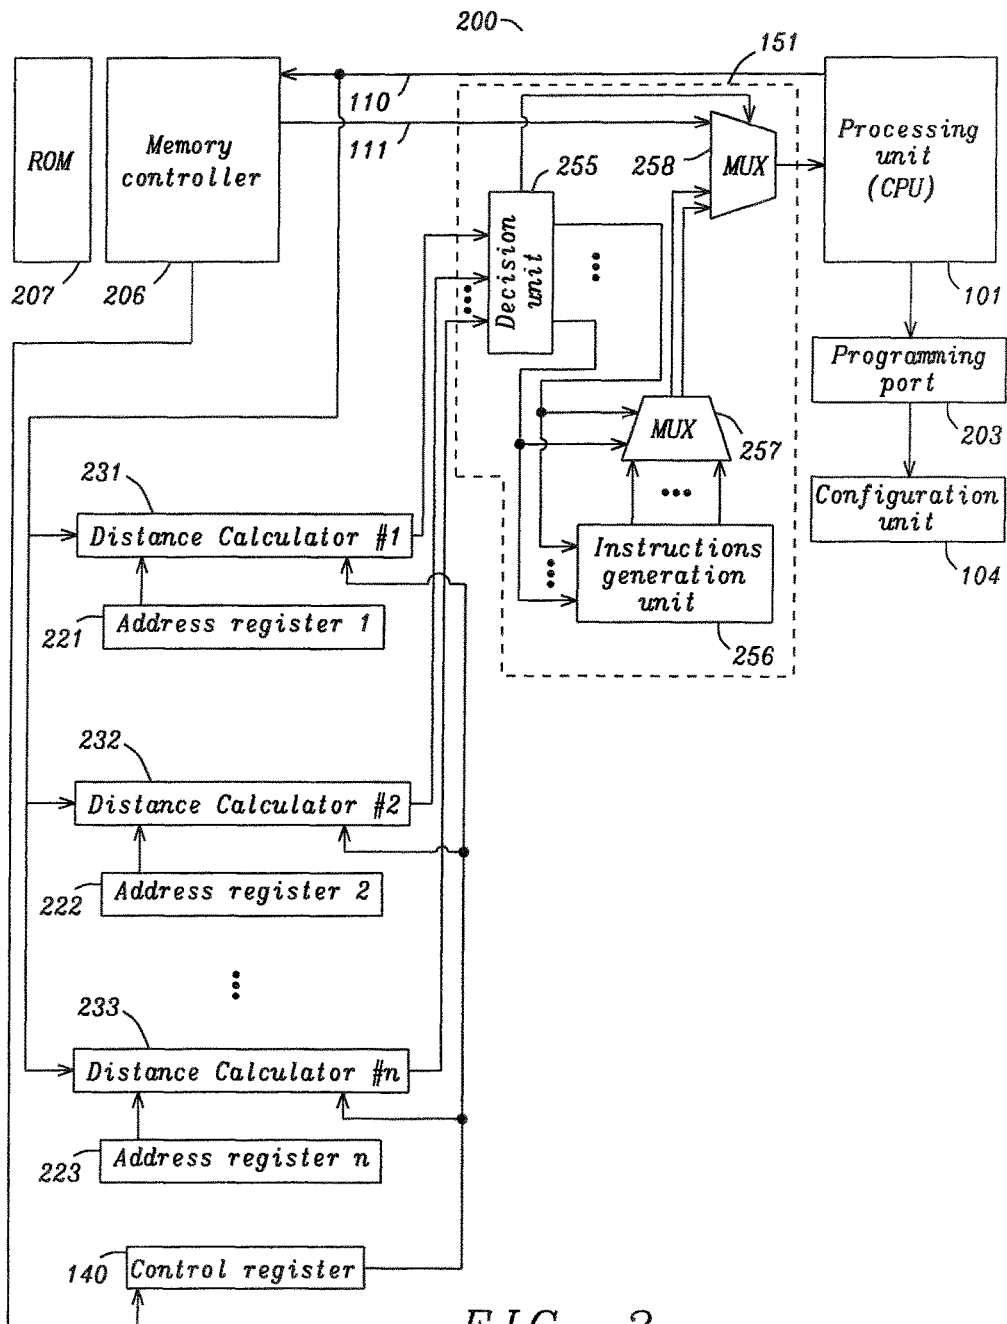 200
151
110
111
ROM
Memory
controller
207
206
255
258
MUX
Processing
unit
(CPU)
101
Decision
unit
Programming
port
203
MUX
257
Configuration
unit
104
Instructions
generation
unit
256
231
Distance Calculator #1
221
Address register 1
232
Distance Calculator #2
222
Address register 2
233
Distance Calculator #n
223
Address register n
140
Control register